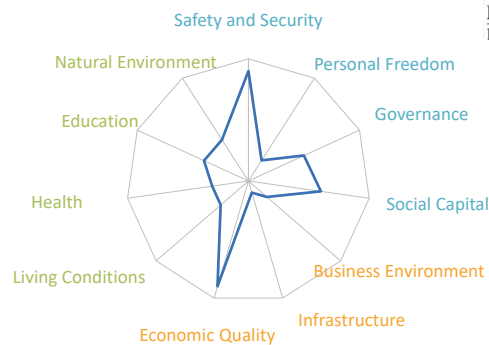 Safety and Security
Natural Environment
Personal Freedom
Education
Governance
Health
Social Capital
Living Conditions
Business Environment
Economic Quality
Infrastructure